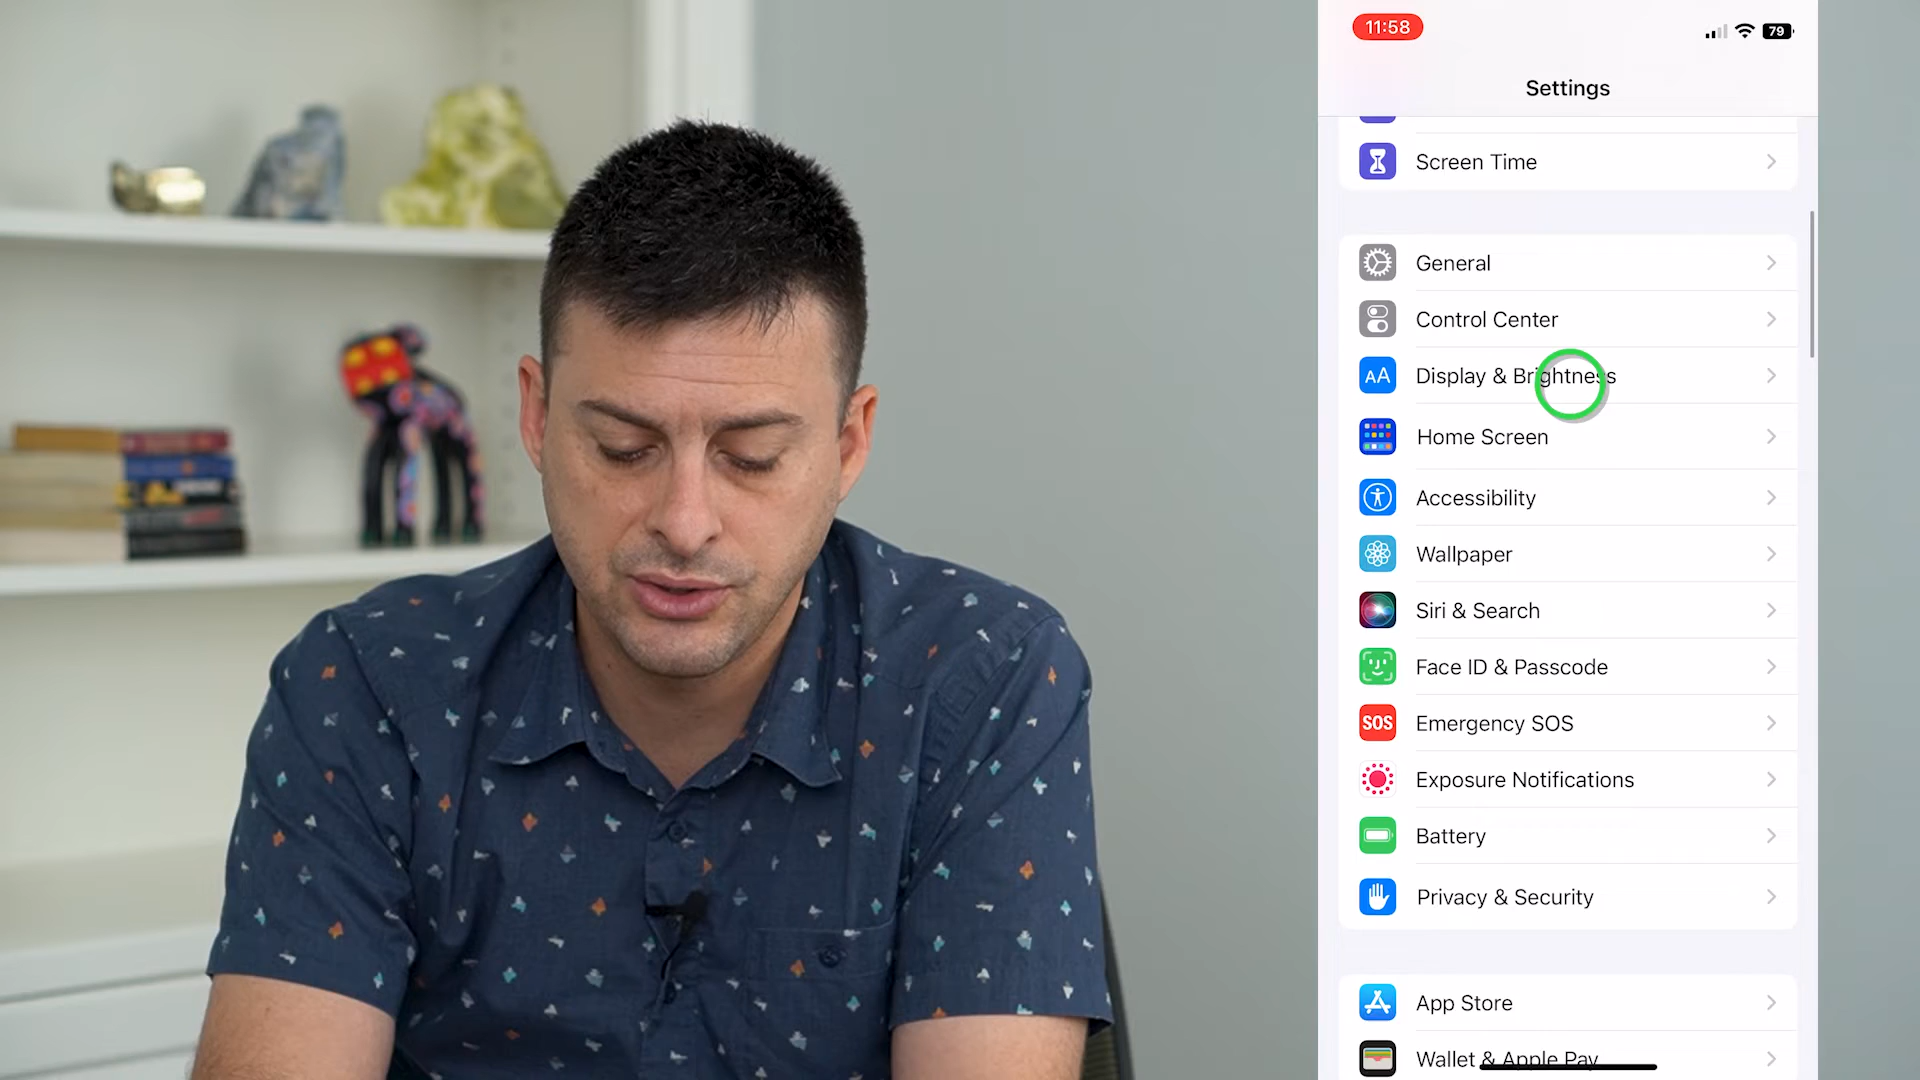 11:58
79
Settings
Screen Time
General
Control Center
AA
Display & Brightness
Home Screen
Accessibility
Wallpaper
Siri & Search
Face ID & Passcode
SOS
Emergency SOS
Exposure Notifications
Battery
Privacy & Security
App Store
Wallet & Apple Pay